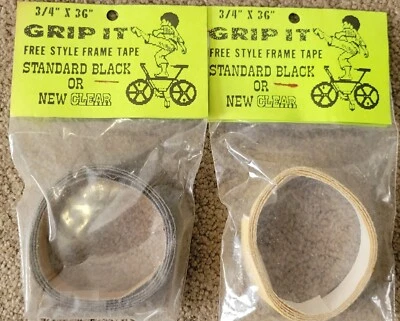 3/4" X 36"
GRIP IT
FREE STYLE FRAME TAPE
STANDARD BLACK
OR
NEW CLEAR
3/4" X 36"
GRIP IT
FREE STYLE FRAME TAPE
STANDARD BLACK
OR
NEW CLEAR